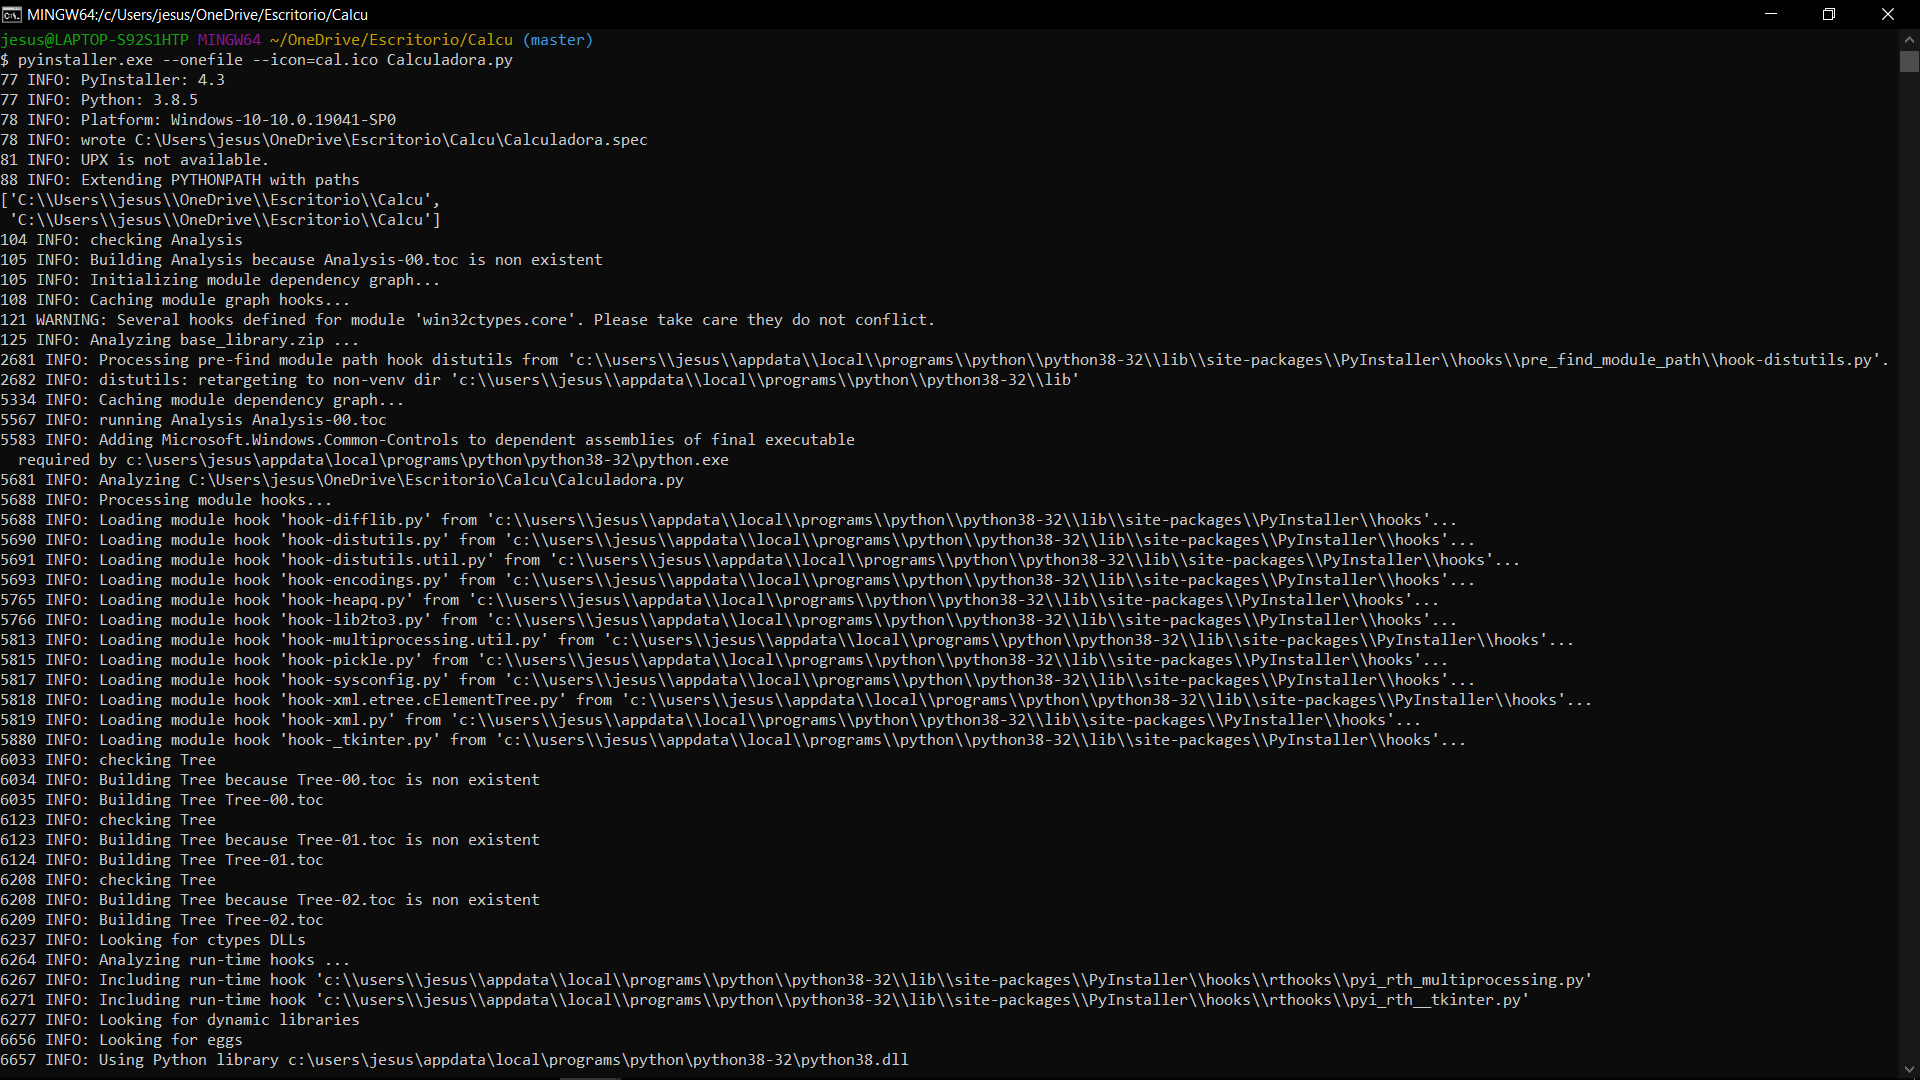 MINGW64:/c/Users/jesus/OneDrive/Escritorio/Calcu
jesus@LAPTOP-S92S1HTP MINGW64 ~/OneDrive/Escritorio/Calcu (master)
$ pyinstaller.exe --onefile --icon=cal.ico Calculadora.py
77 INFO: PyInstaller: 4.3
77 INFO: Python: 3.8.5
78 INFO: Platform: Windows-10-10.0.19041-SP0
78 INFO: wrote C:\Users\jesus\OneDrive\Escritorio\Calcu\Calculadora.spec
81 INFO: UPX is not available.
88 INFO: Extending PYTHONPATH with paths
['C:\\Users\\jesus\\OneDrive\\Escritorio\\Calcu',
 'C:\\Users\\jesus\\OneDrive\\Escritorio\\Calcu']
104 INFO: checking Analysis
105 INFO: Building Analysis because Analysis-00.toc is non existent
105 INFO: Initializing module dependency graph...
108 INFO: Caching module graph hooks...
121 WARNING: Several hooks defined for module 'win32ctypes.core'. Please take care they do not conflict.
125 INFO: Analyzing base_library.zip ...
2681 INFO: Processing pre-find module path hook distutils from 'c:\\users\\jesus\\appdata\\local\\programs\\python\\python38-32\\lib\\site-packages\\PyInstaller\\hooks\\pre_find_module_path\\hook-distutils.py'.
2682 INFO: distutils: retargeting to non-venv dir 'c:\\users\\jesus\\appdata\\local\\programs\\python\\python38-32\\lib'
5334 INFO: Caching module dependency graph...
5567 INFO: running Analysis Analysis-00.toc
5583 INFO: Adding Microsoft.Windows.Common-Controls to dependent assemblies of final executable
  required by c:\users\jesus\appdata\local\programs\python\python38-32\python.exe
5681 INFO: Analyzing C:\Users\jesus\OneDrive\Escritorio\Calcu\Calculadora.py
5688 INFO: Processing module hooks...
5688 INFO: Loading module hook 'hook-difflib.py' from 'c:\\users\\jesus\\appdata\\local\\programs\\python\\python38-32\\lib\\site-packages\\PyInstaller\\hooks'...
5690 INFO: Loading module hook 'hook-distutils.py' from 'c:\\users\\jesus\\appdata\\local\\programs\\python\\python38-32\\lib\\site-packages\\PyInstaller\\hooks'...
5691 INFO: Loading module hook 'hook-distutils.util.py' from 'c:\\users\\jesus\\appdata\\local\\programs\\python\\python38-32\\lib\\site-packages\\PyInstaller\\hooks'...
5693 INFO: Loading module hook 'hook-encodings.py' from 'c:\\users\\jesus\\appdata\\local\\programs\\python\\python38-32\\lib\\site-packages\\PyInstaller\\hooks'...
5765 INFO: Loading module hook 'hook-heapq.py' from 'c:\\users\\jesus\\appdata\\local\\programs\\python\\python38-32\\lib\\site-packages\\PyInstaller\\hooks'...
5766 INFO: Loading module hook 'hook-lib2to3.py' from 'c:\\users\\jesus\\appdata\\local\\programs\\python\\python38-32\\lib\\site-packages\\PyInstaller\\hooks'...
5813 INFO: Loading module hook 'hook-multiprocessing.util.py' from 'c:\\users\\jesus\\appdata\\local\\programs\\python\\python38-32\\lib\\site-packages\\PyInstaller\\hooks'...
5815 INFO: Loading module hook 'hook-pickle.py' from 'c:\\users\\jesus\\appdata\\local\\programs\\python\\python38-32\\lib\\site-packages\\PyInstaller\\hooks'...
5817 INFO: Loading module hook 'hook-sysconfig.py' from 'c:\\users\\jesus\\appdata\\local\\programs\\python\\python38-32\\lib\\site-packages\\PyInstaller\\hooks'...
5818 INFO: Loading module hook 'hook-xml.etree.cElementTree.py' from 'c:\\users\\jesus\\appdata\\local\\programs\\python\\python38-32\\lib\\site-packages\\PyInstaller\\hooks'...
5819 INFO: Loading module hook 'hook-xml.py' from 'c:\\users\\jesus\\appdata\\local\\programs\\python\\python38-32\\lib\\site-packages\\PyInstaller\\hooks'...
5880 INFO: Loading module hook 'hook-_tkinter.py' from 'c:\\users\\jesus\\appdata\\local\\programs\\python\\python38-32\\lib\\site-packages\\PyInstaller\\hooks'...
6033 INFO: checking Tree
6034 INFO: Building Tree because Tree-00.toc is non existent
6035 INFO: Building Tree Tree-00.toc
6123 INFO: checking Tree
6123 INFO: Building Tree because Tree-01.toc is non existent
6124 INFO: Building Tree Tree-01.toc
6208 INFO: checking Tree
6208 INFO: Building Tree because Tree-02.toc is non existent
6209 INFO: Building Tree Tree-02.toc
6237 INFO: Looking for ctypes DLLs
6264 INFO: Analyzing run-time hooks ...
6267 INFO: Including run-time hook 'c:\\users\\jesus\\appdata\\local\\programs\\python\\python38-32\\lib\\site-packages\\PyInstaller\\hooks\\rthooks\\pyi_rth_multiprocessing.py'
6271 INFO: Including run-time hook 'c:\\users\\jesus\\appdata\\local\\programs\\python\\python38-32\\lib\\site-packages\\PyInstaller\\hooks\\rthooks\\pyi_rth__tkinter.py'
6277 INFO: Looking for dynamic libraries
6656 INFO: Looking for eggs
6657 INFO: Using Python library c:\users\jesus\appdata\local\programs\python\python38-32\python38.dll